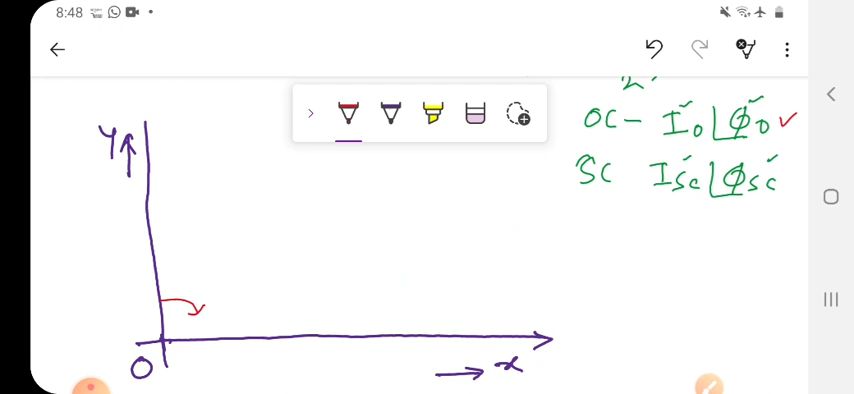 8:48
OC - I₀∠Φ₀ ✓
SC I_SC∠Φ_SC
Y
O
x